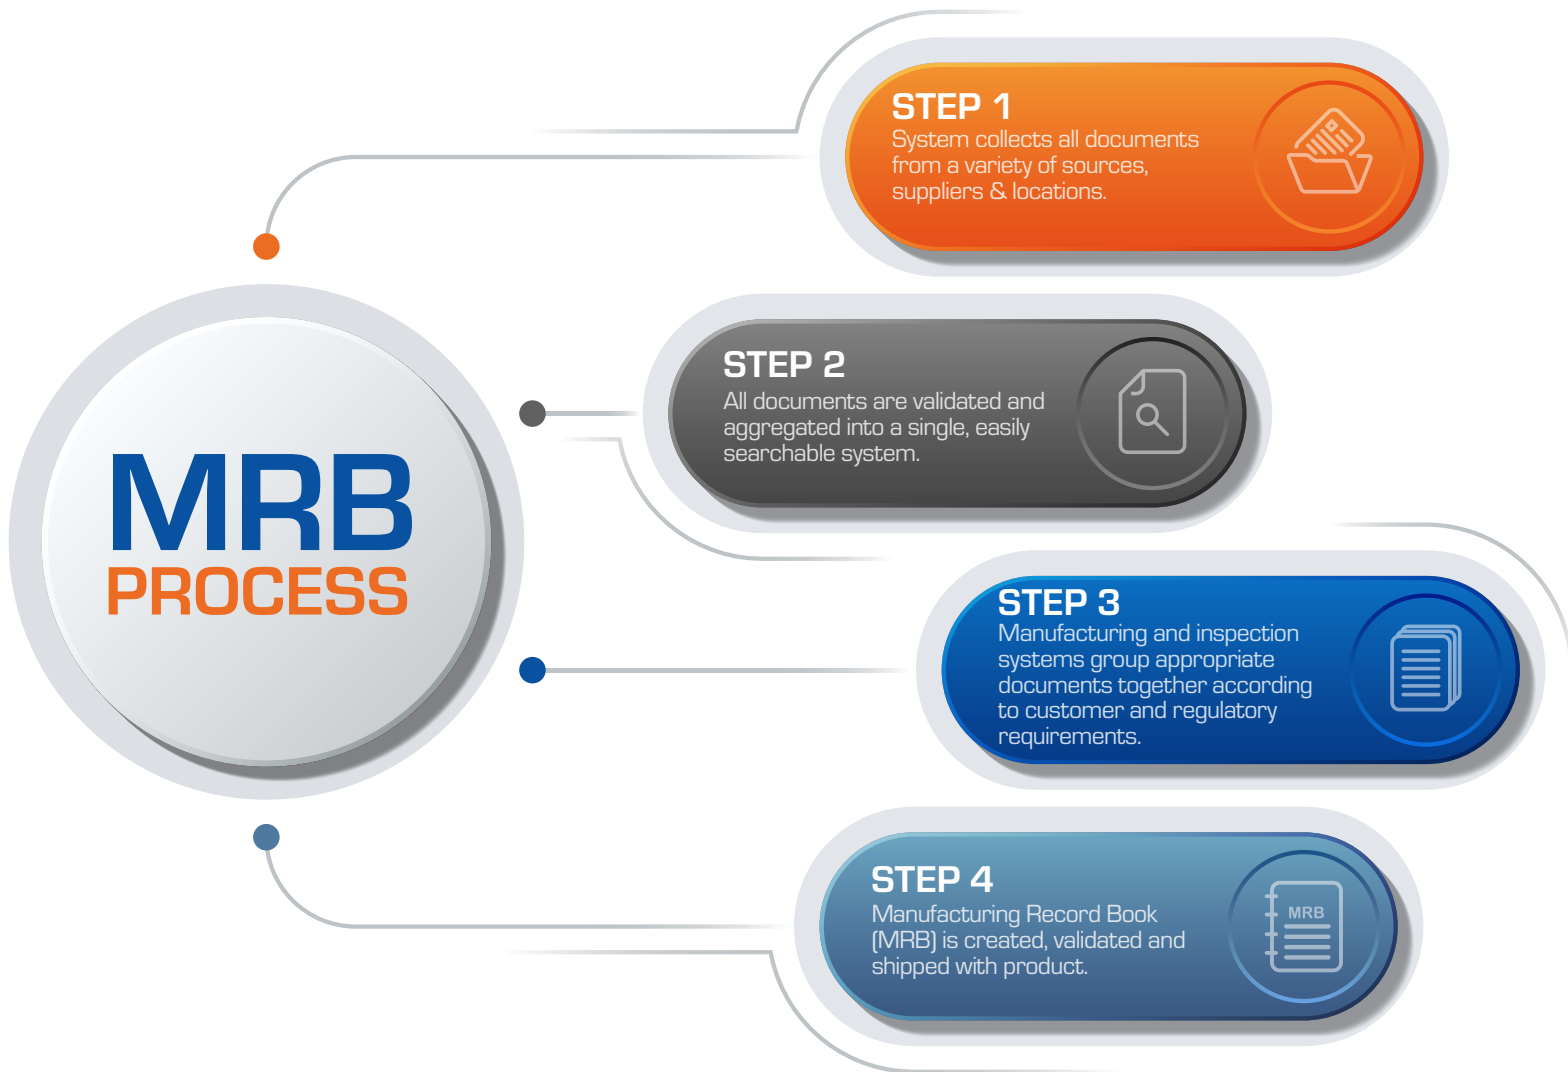 MRB
PROCESS
STEP 1
System collects all documents
from a variety of sources,
suppliers & locations.
STEP 2
All documents are validated and
aggregated into a single, easily
searchable system.
STEP 3
Manufacturing and inspection
systems group appropriate
documents together according
to customer and regulatory
requirements.
STEP 4
Manufacturing Record Book
(MRB) is created, validated and
shipped with product.
MRB